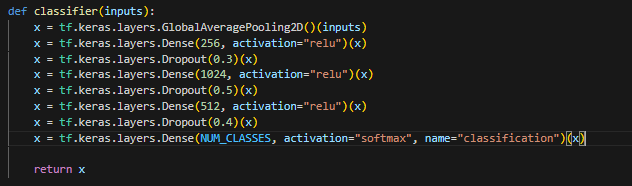 def classifier(inputs):
    x = tf.keras.layers.GlobalAveragePooling2D()(inputs)
    x = tf.keras.layers.Dense(256, activation="relu")(x)
    x = tf.keras.layers.Dropout(0.3)(x)
    x = tf.keras.layers.Dense(1024, activation="relu")(x)
    x = tf.keras.layers.Dropout(0.5)(x)
    x = tf.keras.layers.Dense(512, activation="relu")(x)
    x = tf.keras.layers.Dropout(0.4)(x)
    x = tf.keras.layers.Dense(NUM_CLASSES, activation="softmax", name="classification")(x)
    return x